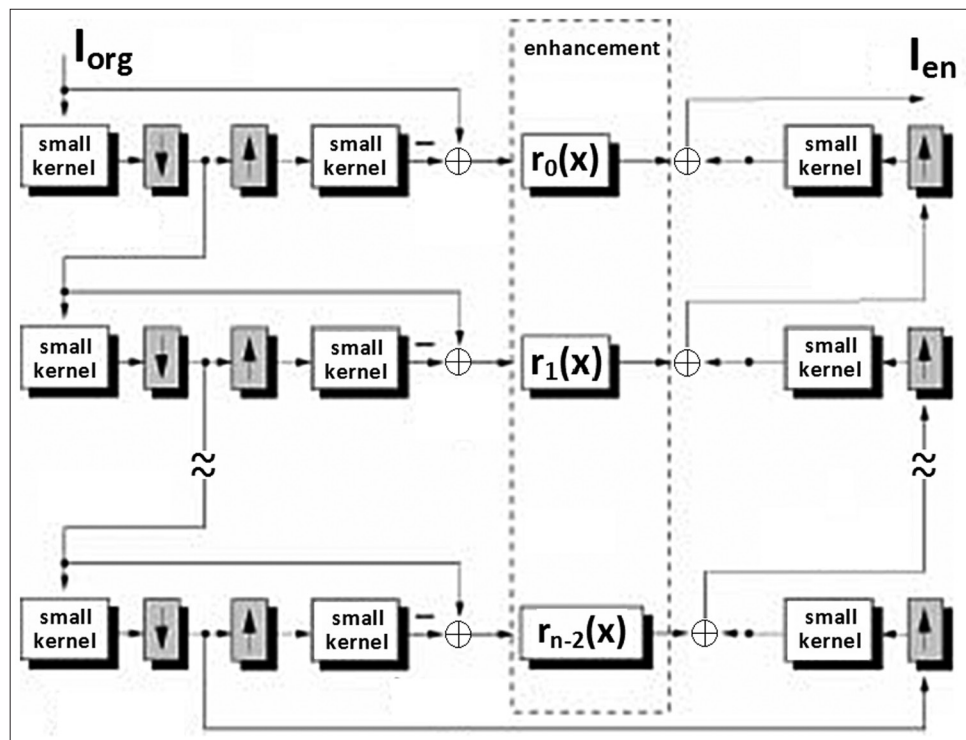 I_org
enhancement
I_en
small
kernel
small
kernel
r_0(x)
small
kernel
small
kernel
small
kernel
r_1(x)
small
kernel
small
kernel
small
kernel
r_n-2(x)
small
kernel